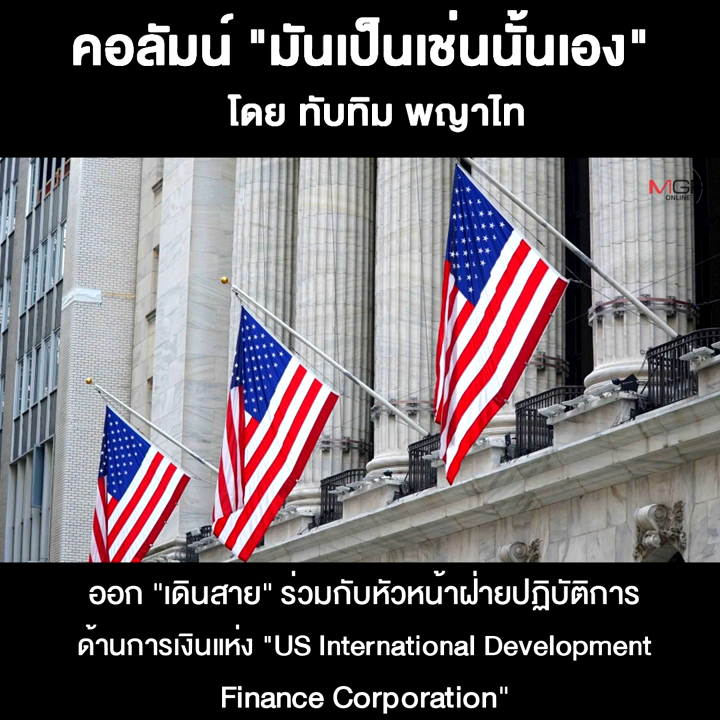 คอลัมน์ "มันเป็นเช่นนั้นเอง"
โดย ทับทิม พญาไท
MGR
ONLINE
ออก "เดินสาย" ร่วมกับหัวหน้าฝ่ายปฏิบัติการ
ด้านการเงินแห่ง "US International Development
Finance Corporation"